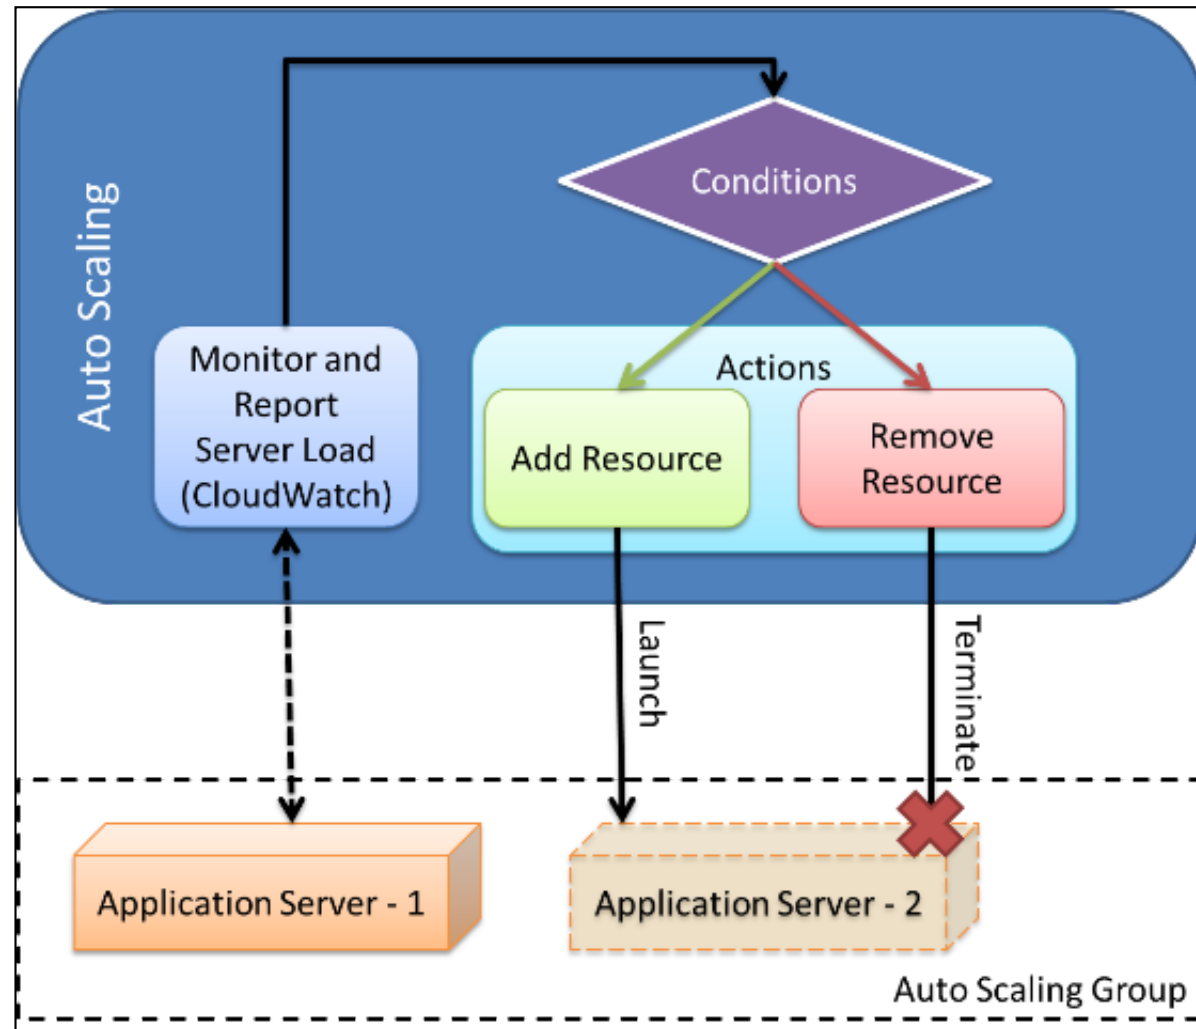 Auto Scaling
Conditions
Monitor and
Report
Server Load
(CloudWatch)
Actions
Add Resource
Remove
Resource
Launch
Terminate
Application Server - 1
Application Server - 2
Auto Scaling Group